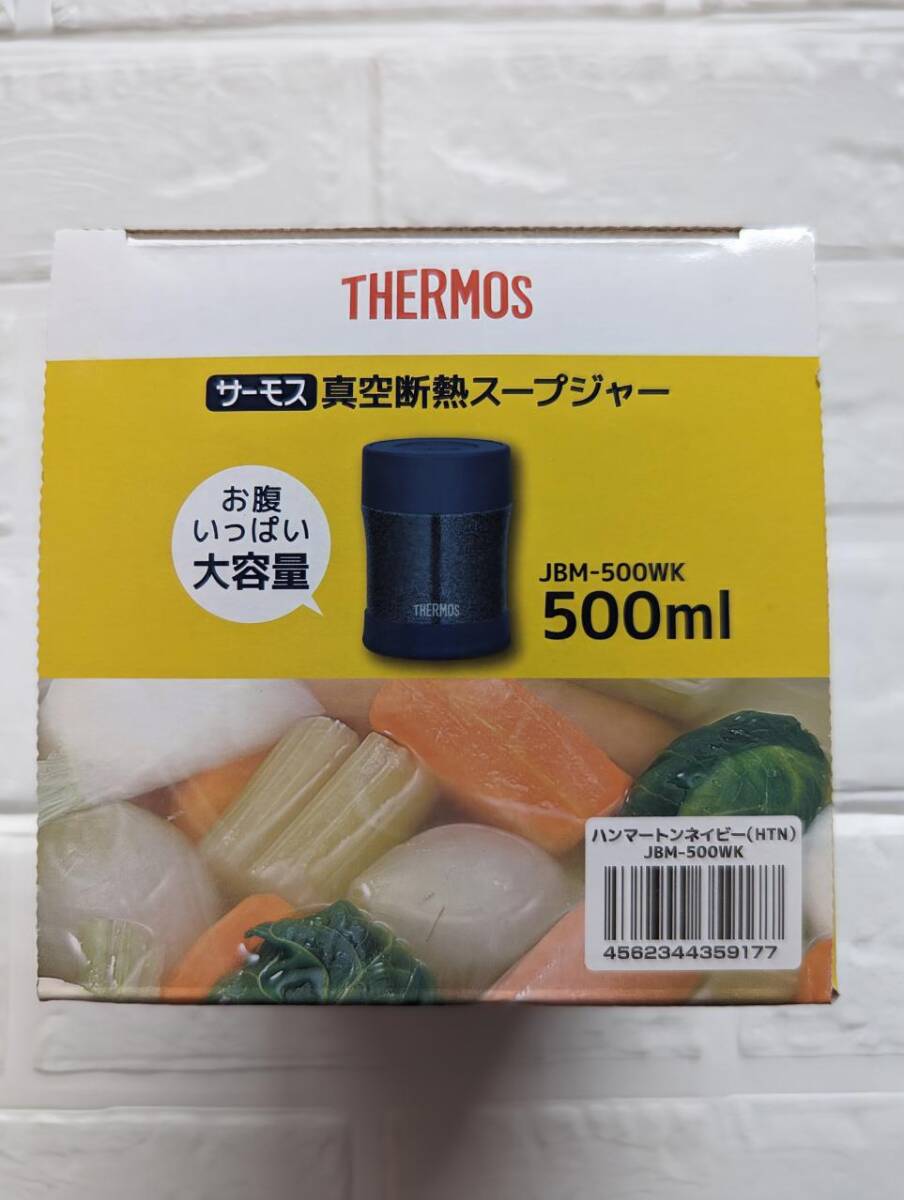 THERMOS
サーモス 真空断熱スープジャー
お腹
いっぱい
大容量
THERMOS
JBM-500WK
500ml
ハンマートンネイビー(HTN)
JBM-500WK
4562344359177